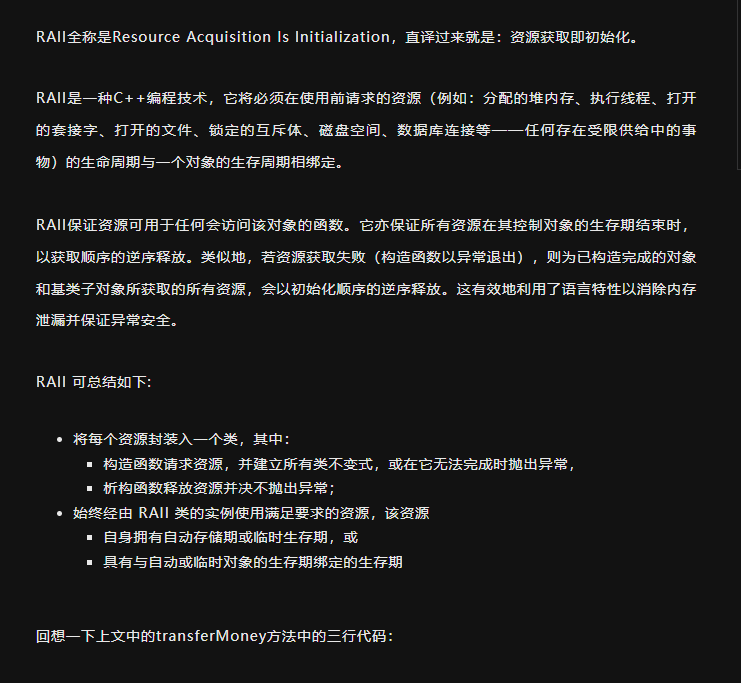 RAII全称是Resource Acquisition Is Initialization，直译过来就是：资源获取即初始化。
RAII是一种C++编程技术，它将必须在使用前请求的资源（例如：分配的堆内存、执行线程、打开
的套接字、打开的文件、锁定的互斥体、磁盘空间、数据库连接等——任何存在受限供给中的事
物）的生命周期与一个对象的生存周期相绑定。
RAII保证资源可用于任何会访问该对象的函数。它亦保证所有资源在其控制对象的生存期结束时，
以获取顺序的逆序释放。类似地，若资源获取失败（构造函数以异常退出），则为已构造完成的对象
和基类子对象所获取的所有资源，会以初始化顺序的逆序释放。这有效地利用了语言特性以消除内存
泄漏并保证异常安全。
RAII 可总结如下:
• 将每个资源封装入一个类，其中：
▪ 构造函数请求资源，并建立所有类不变式，或在它无法完成时抛出异常，
▪ 析构函数释放资源并决不抛出异常；
• 始终经由 RAII 类的实例使用满足要求的资源，该资源
▪ 自身拥有自动存储期或临时生存期，或
▪ 具有与自动或临时对象的生存期绑定的生存期
回想一下上文中的transferMoney方法中的三行代码：